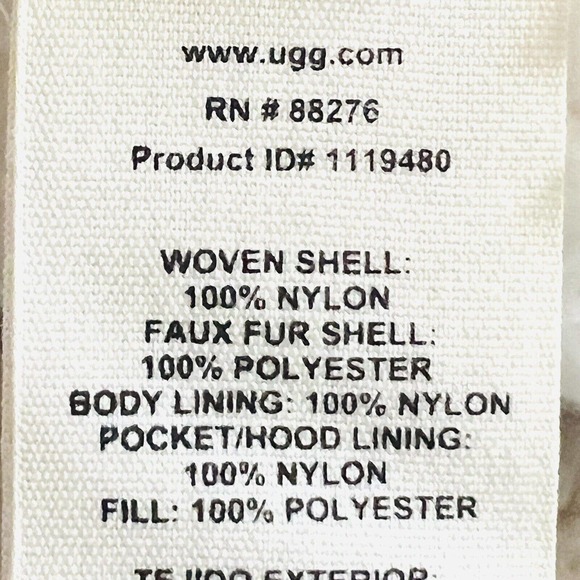 www.ugg.com
RN # 88276
Product ID# 1119480
WOVEN SHELL:
100% NYLON
FAUX FUR SHELL:
100% POLYESTER
BODY LINING: 100% NYLON
POCKET/HOOD LINING:
100% NYLON
FILL: 100% POLYESTER
EXTERIOR: